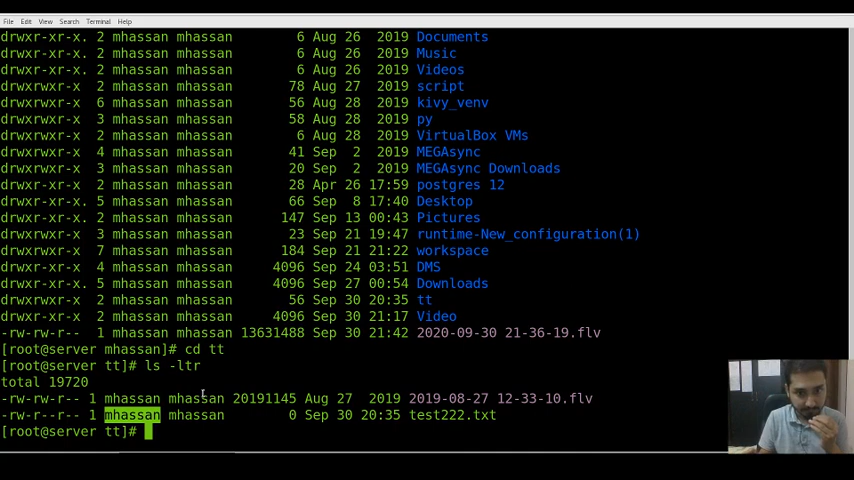 File Edit View Search Terminal Help
drwxr-xr-x. 2 mhassan mhassan 6 Aug 26 2019 Documents
drwxr-xr-x. 2 mhassan mhassan 6 Aug 26 2019 Music
drwxr-xr-x. 2 mhassan mhassan 6 Aug 26 2019 Videos
drwxrwxr-x 2 mhassan mhassan 78 Aug 27 2019 script
drwxrwxr-x 6 mhassan mhassan 56 Aug 28 2019 kivy_venv
drwxrwxr-x 3 mhassan mhassan 58 Aug 28 2019 py
drwxrwxr-x 2 mhassan mhassan 6 Aug 28 2019 VirtualBox VMs
drwxrwxr-x 4 mhassan mhassan 41 Sep 2 2019 MEGAsync
drwxrwxr-x 3 mhassan mhassan 20 Sep 2 2019 MEGAsync Downloads
drwxrwxr-x 2 mhassan mhassan 28 Apr 26 17:59 postgres 12
drwxr-xr-x. 5 mhassan mhassan 66 Sep 8 17:40 Desktop
drwxr-xr-x. 2 mhassan mhassan 147 Sep 13 00:43 Pictures
drwxrwxr-x 3 mhassan mhassan 23 Sep 21 19:47 runtime-New_configuration(1)
drwxrwxr-x 7 mhassan mhassan 184 Sep 21 21:22 workspace
drwxrwxr-x 4 mhassan mhassan 4096 Sep 24 03:51 DMS
drwxr-xr-x. 5 mhassan mhassan 4096 Sep 27 00:54 Downloads
drwxrwxr-x 2 mhassan mhassan 56 Sep 30 20:35 tt
drwxrwxr-x 2 mhassan mhassan 4096 Sep 30 21:17 Video
-rw-rw-r-- 1 mhassan mhassan 13631488 Sep 30 21:42 2020-09-30 21-36-19.flv
[root@server mhassan]# cd tt
[root@server tt]# ls -ltr
total 19720
-rw-rw-r-- 1 mhassan mhassan 20191145 Aug 27 2019 2019-08-27 12-33-10.flv
-rw-r--r-- 1 mhassan mhassan 0 Sep 30 20:35 test222.txt
[root@server tt]#